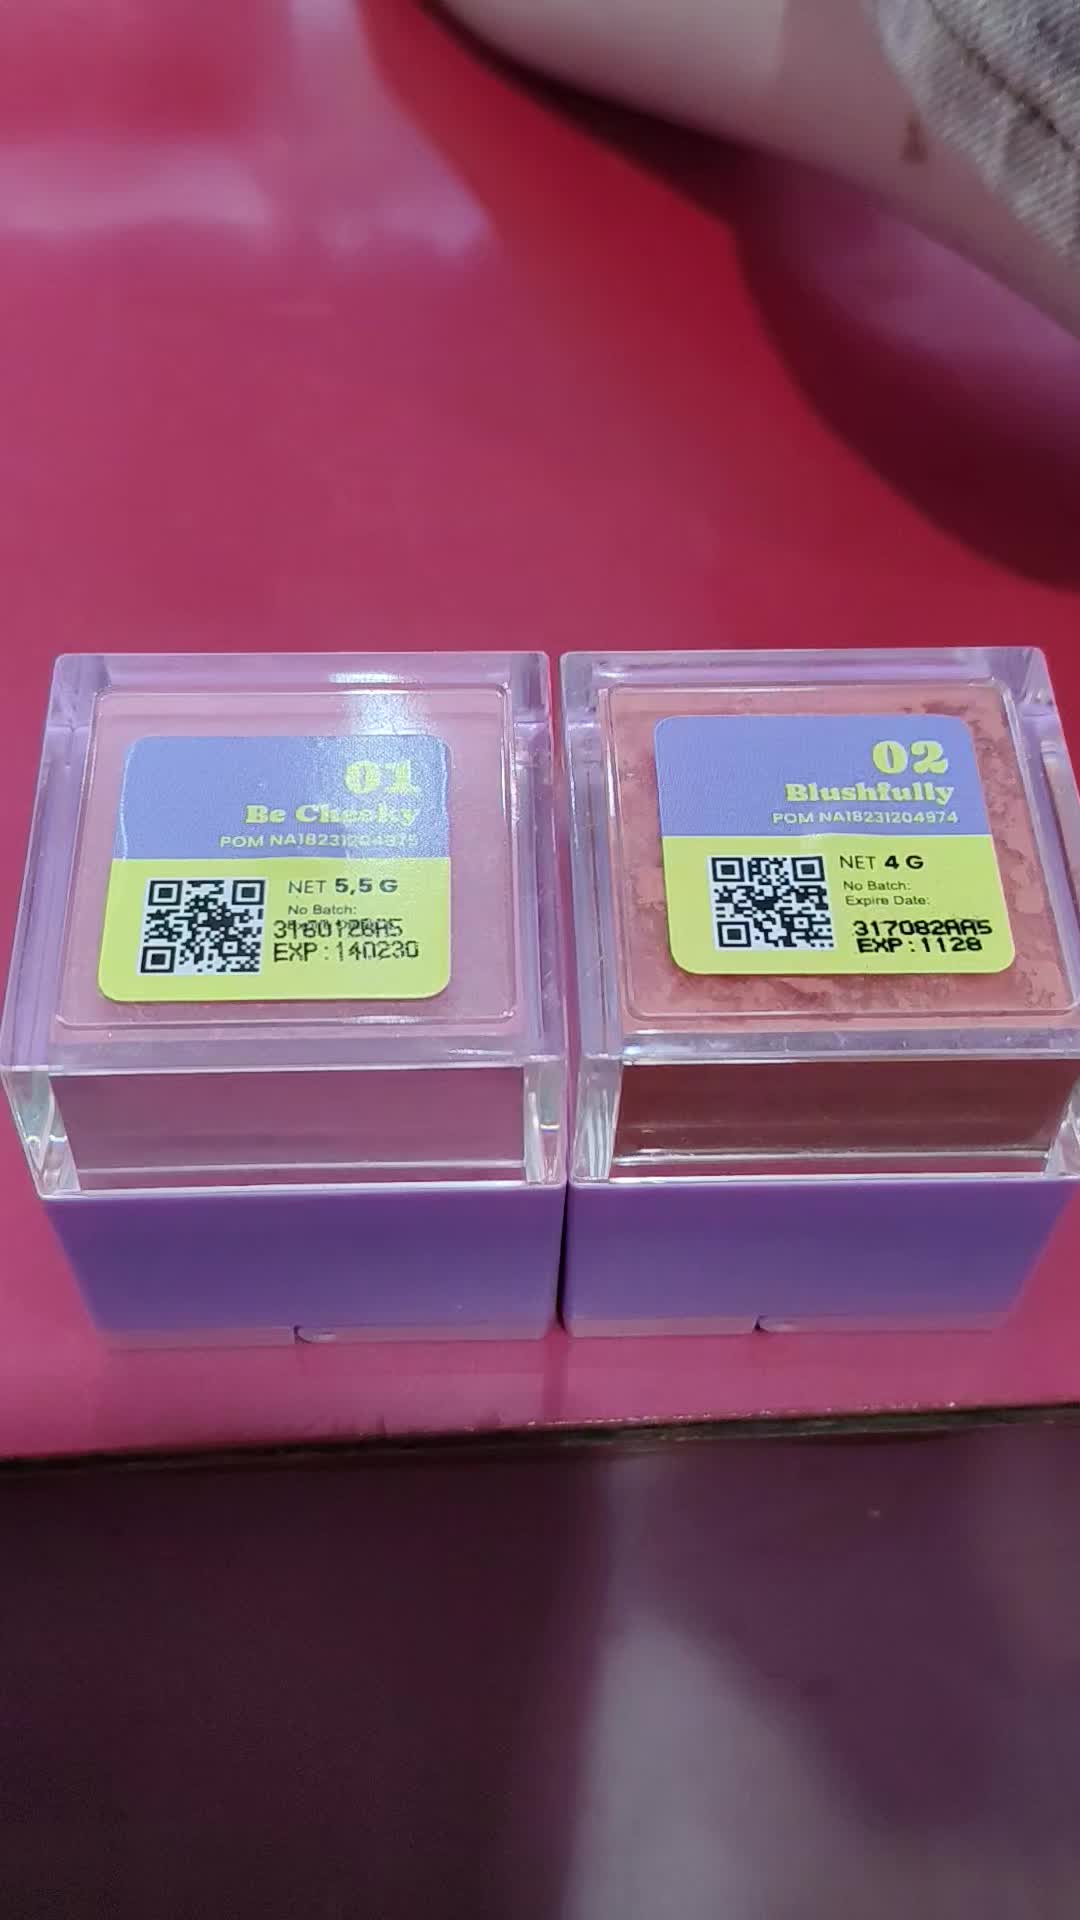 01
Be Cheeky
POM NA18231204975
NET 5,5 G
No Batch:
EXP : 140230
02
Blushfully
POM NA18231204974
NET 4 G
No Batch:
Expire Date:
317082AA5
EXP : 1128